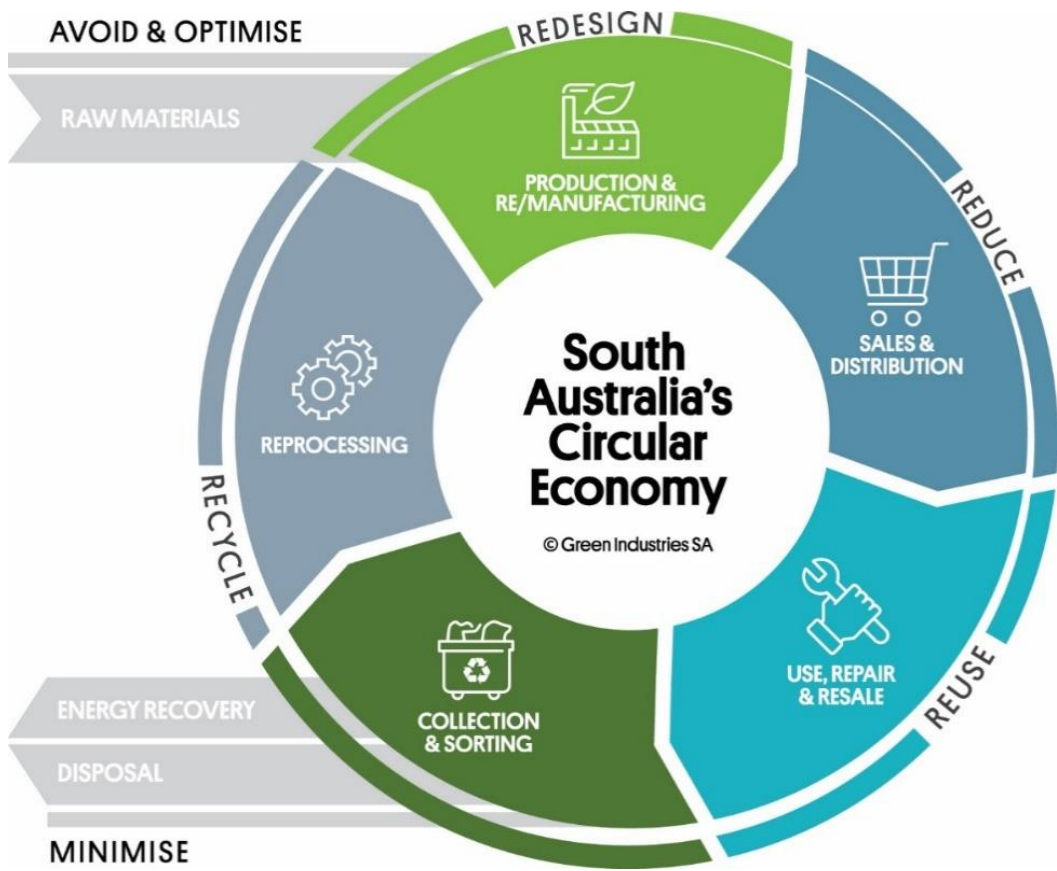 AVOID & OPTIMISE
RAW MATERIALS
REDESIGN
PRODUCTION &
RE/MANUFACTURING
REDUCE
SALES &
DISTRIBUTION
South
Australia's
Circular
Economy
© Green Industries SA
REPROCESSING
RECYCLE
USE, REPAIR
& RESALE
REUSE
COLLECTION
& SORTING
ENERGY RECOVERY
DISPOSAL
MINIMISE